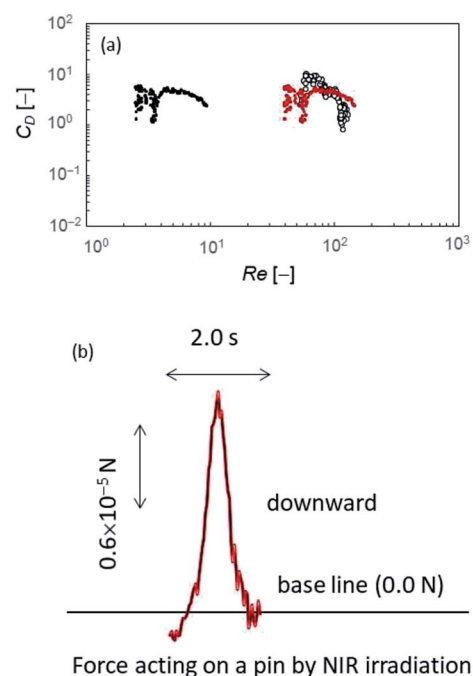 (a)
10²
10¹
10⁰
10⁻¹
10⁻²
C_D [–]
10⁰ 10¹ 10² 10³
Re [–]
(b)
2.0 s
0.6×10⁻⁵ N
downward
base line (0.0 N)
Force acting on a pin by NIR irradiation